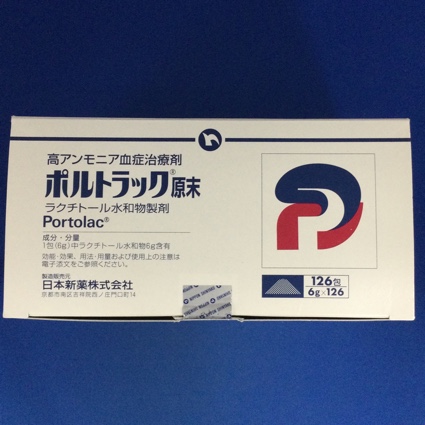 高アンモニア血症治療剤
ポルトラック®原末
ラクチトール水和物製剤
Portolac®
成分・分量
1包(6g)中ラクチトール水和物6g含有
効能・効果、用法・用量および使用上の注意は
電子添文をご参照ください。
製造販売元
日本新薬株式会社
京都市南区吉祥院西ノ庄門口町14
126包
6g×126